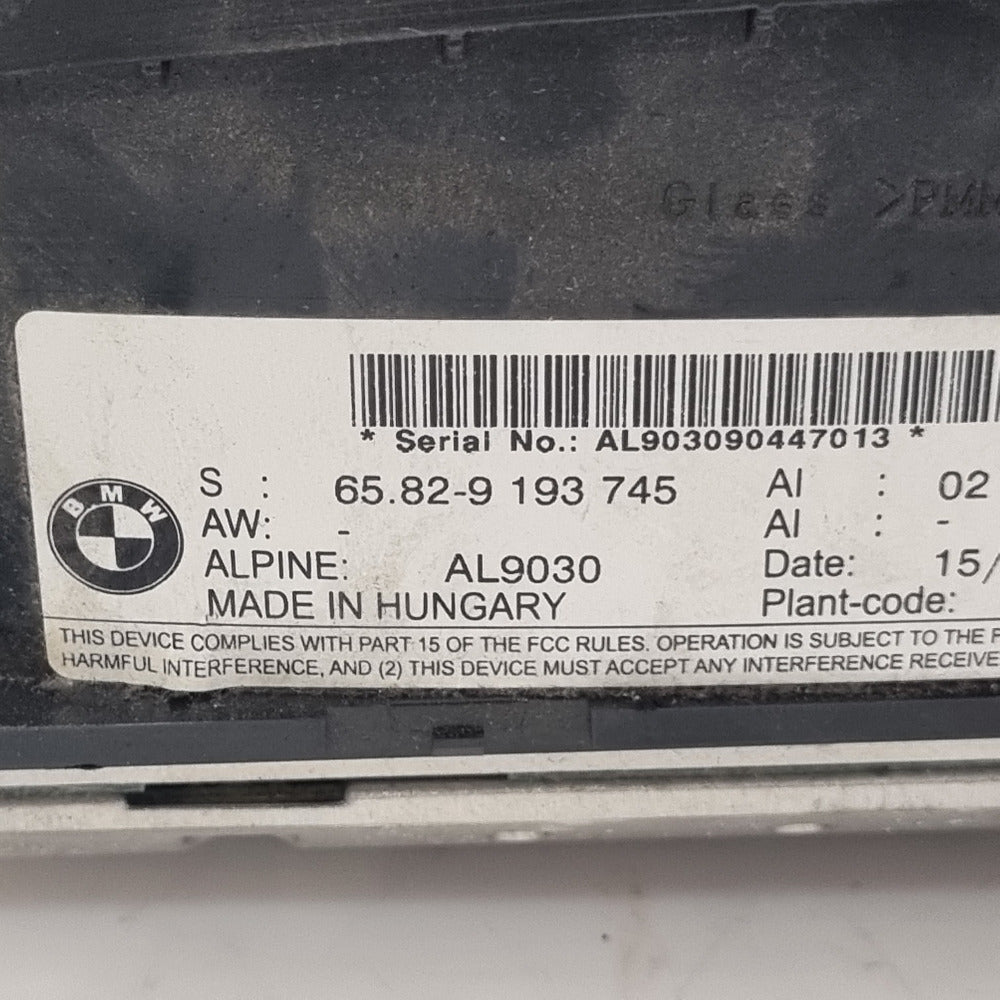 Glass >PMM
* Serial No.: AL903090447013 *
BMW
S : 65.82-9 193 745 AI : 02
AW: - AI : -
ALPINE: AL9030 Date: 15/
MADE IN HUNGARY Plant-code:
THIS DEVICE COMPLIES WITH PART 15 OF THE FCC RULES. OPERATION IS SUBJECT TO THE F
HARMFUL INTERFERENCE, AND (2) THIS DEVICE MUST ACCEPT ANY INTERFERENCE RECEIVE